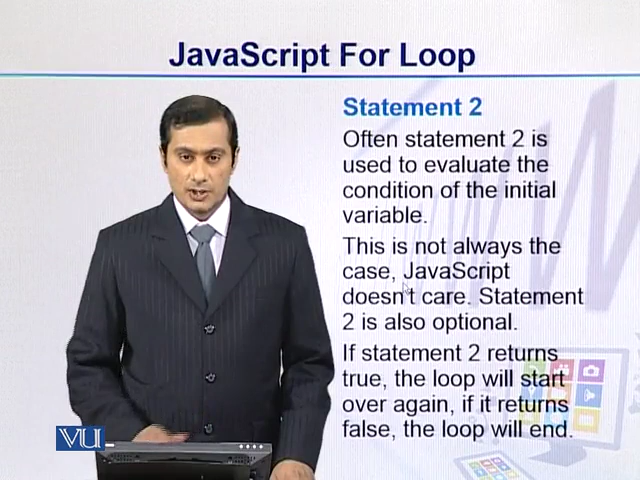 JavaScript For Loop
Statement 2
Often statement 2 is
used to evaluate the
condition of the initial
variable.
This is not always the
case, JavaScript
doesn't care. Statement
2 is also optional.
If statement 2 returns
true, the loop will start
over again, if it returns
false, the loop will end.
VU